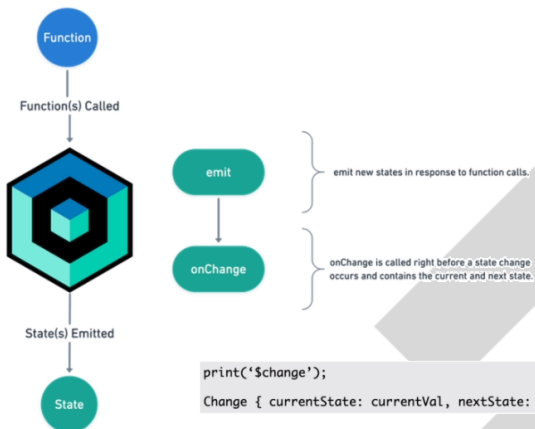 Function
Function(s) Called
emit
emit new states in response to function calls.
onChange
onChange is called right before a state change
occurs and contains the current and next state.
State(s) Emitted
State
print(‘$change’);
Change { currentState: currentVal, nextState: